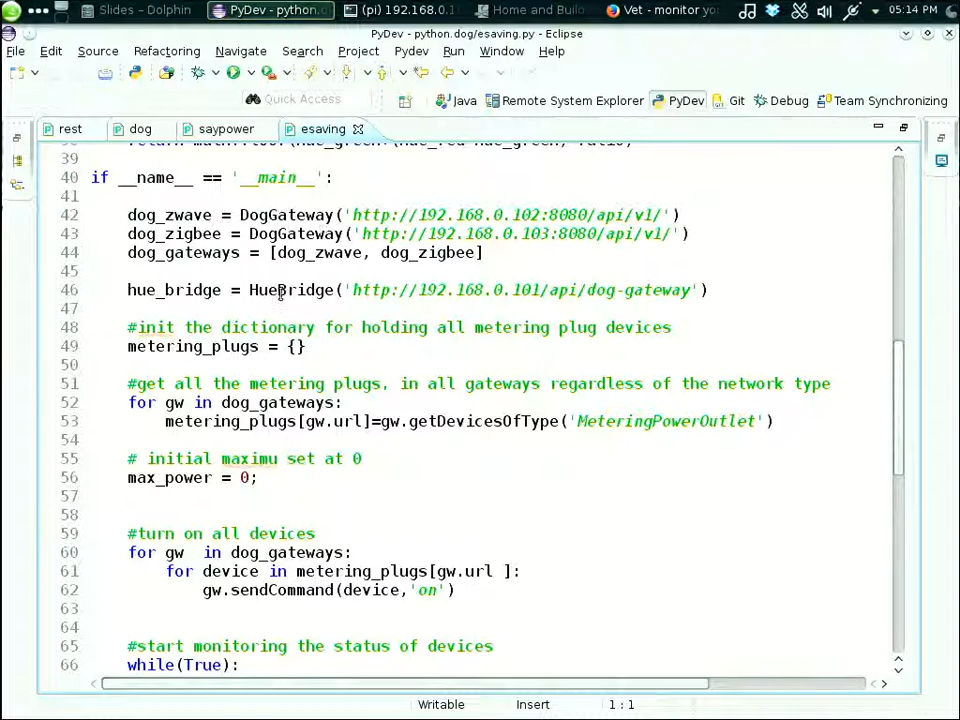 Slides – Dolphin
PyDev - python.
(pi) 192.168.0.1
Home and Buil
Vet - monitor yo
05:14 PM
PyDev - python.dog/esaving.py - Eclipse
File Edit Source Refactoring Navigate Search Project Pydev Run Window Help
Quick Access
Java Remote System Explorer PyDev Git Debug Team Synchronizing
rest dog saypower esaving
39
40 if __name__ == '__main__':
41
42 dog_zwave = DogGateway('http://192.168.0.102:8080/api/v1/')
43 dog_zigbee = DogGateway('http://192.168.0.103:8080/api/v1/')
44 dog_gateways = [dog_zwave, dog_zigbee]
45
46 hue_bridge = HueBridge('http://192.168.0.101/api/dog-gateway')
47
48 #init the dictionary for holding all metering plug devices
49 metering_plugs = {}
50
51 #get all the metering plugs, in all gateways regardless of the network type
52 for gw in dog_gateways:
53 metering_plugs[gw.url]=gw.getDevicesOfType('MeteringPowerOutlet')
54
55 # initial maximu set at 0
56 max_power = 0;
57
58
59 #turn on all devices
60 for gw  in dog_gateways:
61 for device in metering_plugs[gw.url ]:
62 gw.sendCommand(device,'on')
63
64
65 #start monitoring the status of devices
66 while(True):
Writable Insert 1 : 1